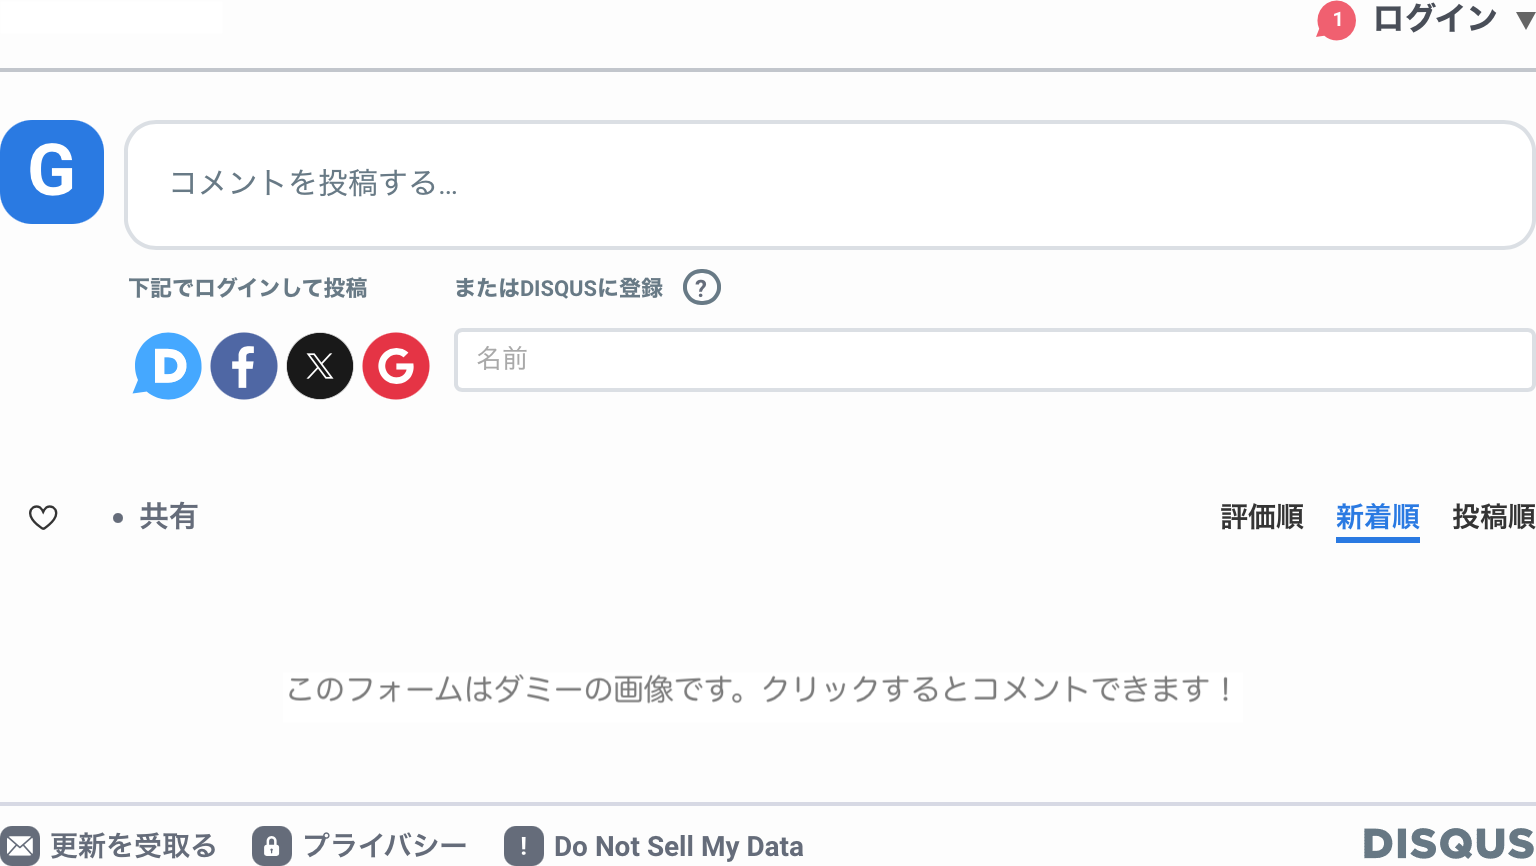 1 ログイン ▼
G
コメントを投稿する...
下記でログインして投稿 またはDISQUSに登録 ?
D f X G 名前
• 共有 評価順 新着順 投稿順
このフォームはダミーの画像です。クリックするとコメントできます！
更新を受取る プライバシー ! Do Not Sell My Data DISQUS